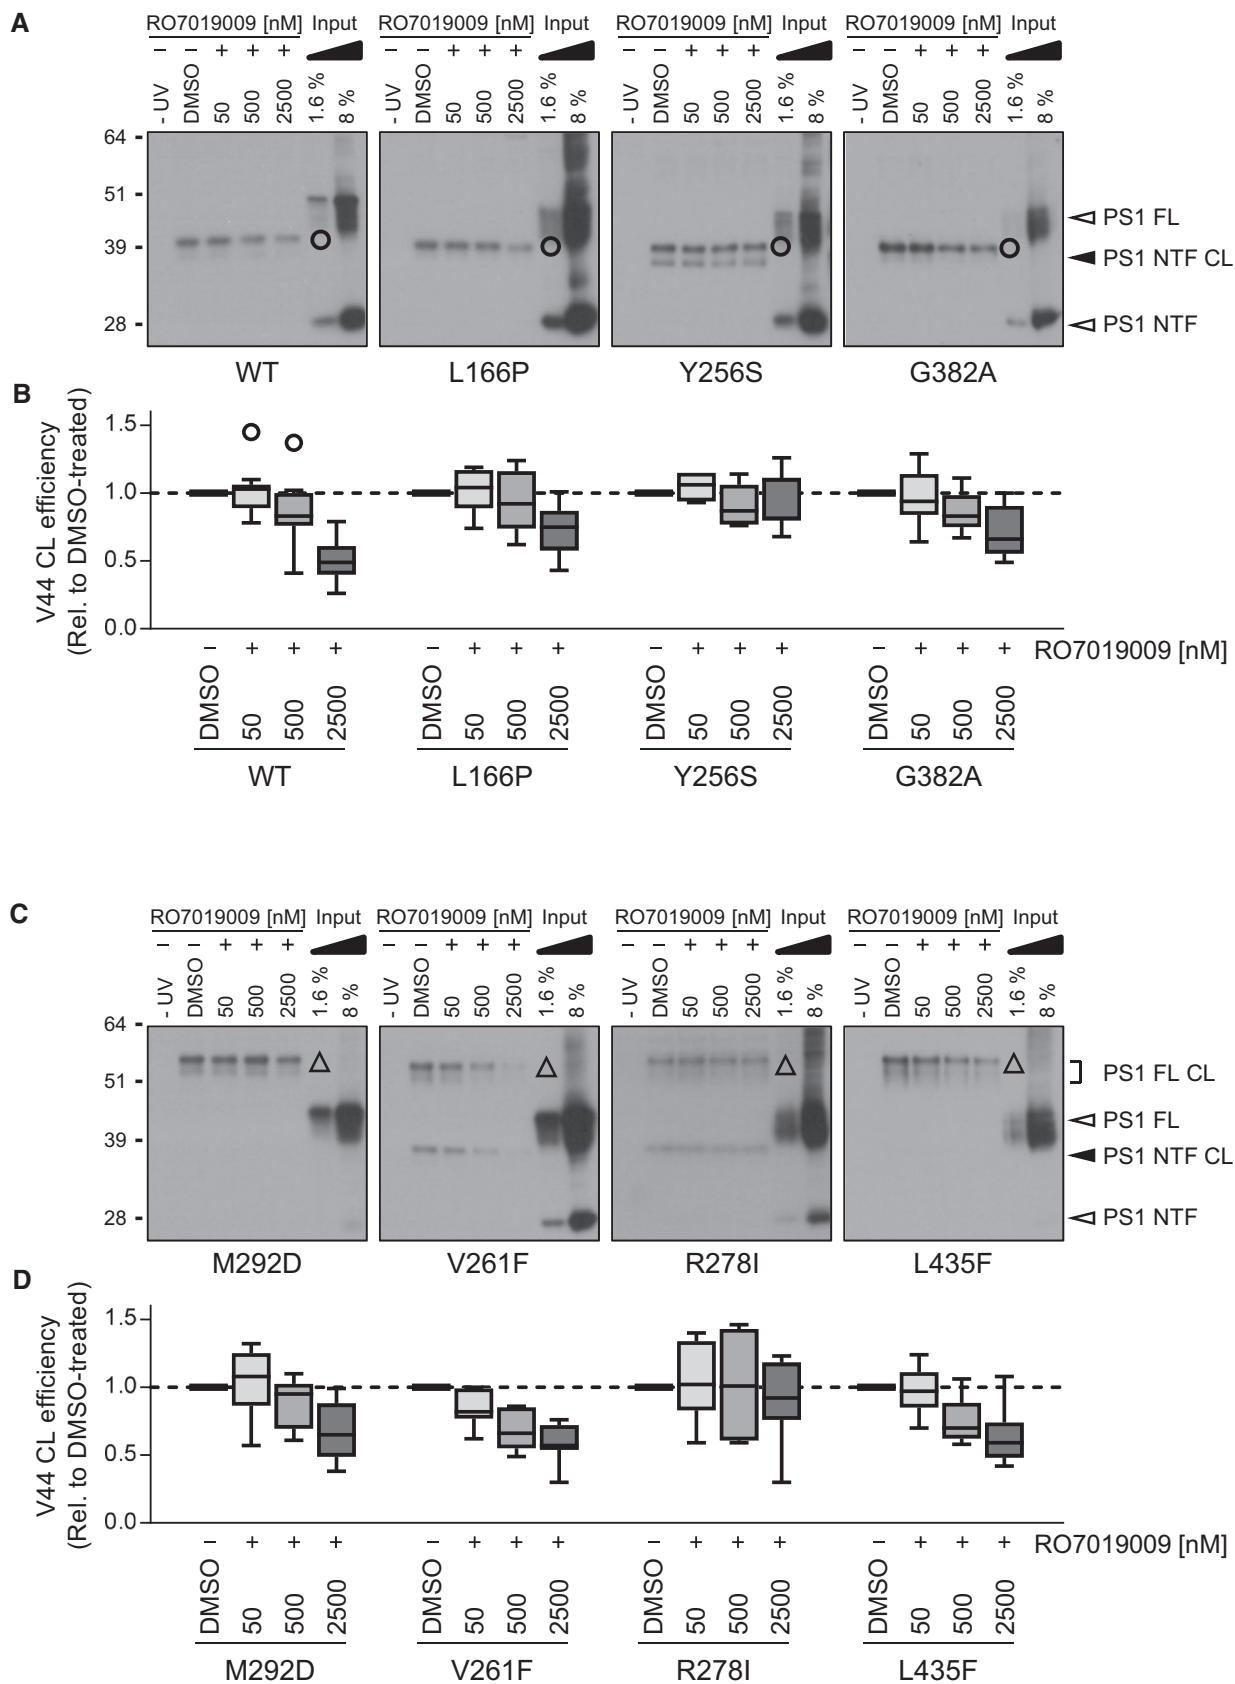 A
RO7019009 [nM] Input RO7019009 [nM] Input RO7019009 [nM] Input RO7019009 [nM] Input
– – + + + – – + + + – – + + + – – + + +
- UV DMSO 50 500 2500 1.6 % 8 % - UV DMSO 50 500 2500 1.6 % 8 % - UV DMSO 50 500 2500 1.6 % 8 % - UV DMSO 50 500 2500 1.6 % 8 %
64 -
51 -
PS1 FL
39 -
PS1 NTF CL
28 -
PS1 NTF
WT L166P Y256S G382A
B
V44 CL efficiency
(Rel. to DMSO-treated)
1.5
1.0
0.5
0.0
– + + + – + + + – + + + – + + + RO7019009 [nM]
DMSO 50 500 2500 DMSO 50 500 2500 DMSO 50 500 2500 DMSO 50 500 2500
WT L166P Y256S G382A
C
RO7019009 [nM] Input RO7019009 [nM] Input RO7019009 [nM] Input RO7019009 [nM] Input
– – + + + – – + + + – – + + + – – + + +
- UV DMSO 50 500 2500 1.6 % 8 % - UV DMSO 50 500 2500 1.6 % 8 % - UV DMSO 50 500 2500 1.6 % 8 % - UV DMSO 50 500 2500 1.6 % 8 %
64 -
PS1 FL CL
51 -
PS1 FL
39 -
PS1 NTF CL
28 -
PS1 NTF
M292D V261F R278I L435F
D
V44 CL efficiency
(Rel. to DMSO-treated)
1.5
1.0
0.5
0.0
– + + + – + + + – + + + – + + + RO7019009 [nM]
DMSO 50 500 2500 DMSO 50 500 2500 DMSO 50 500 2500 DMSO 50 500 2500
M292D V261F R278I L435F